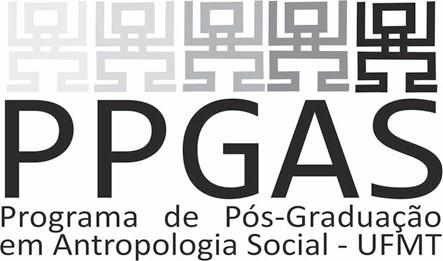 PPGAS
Programa de Pós-Graduação
em Antropologia Social - UFMT